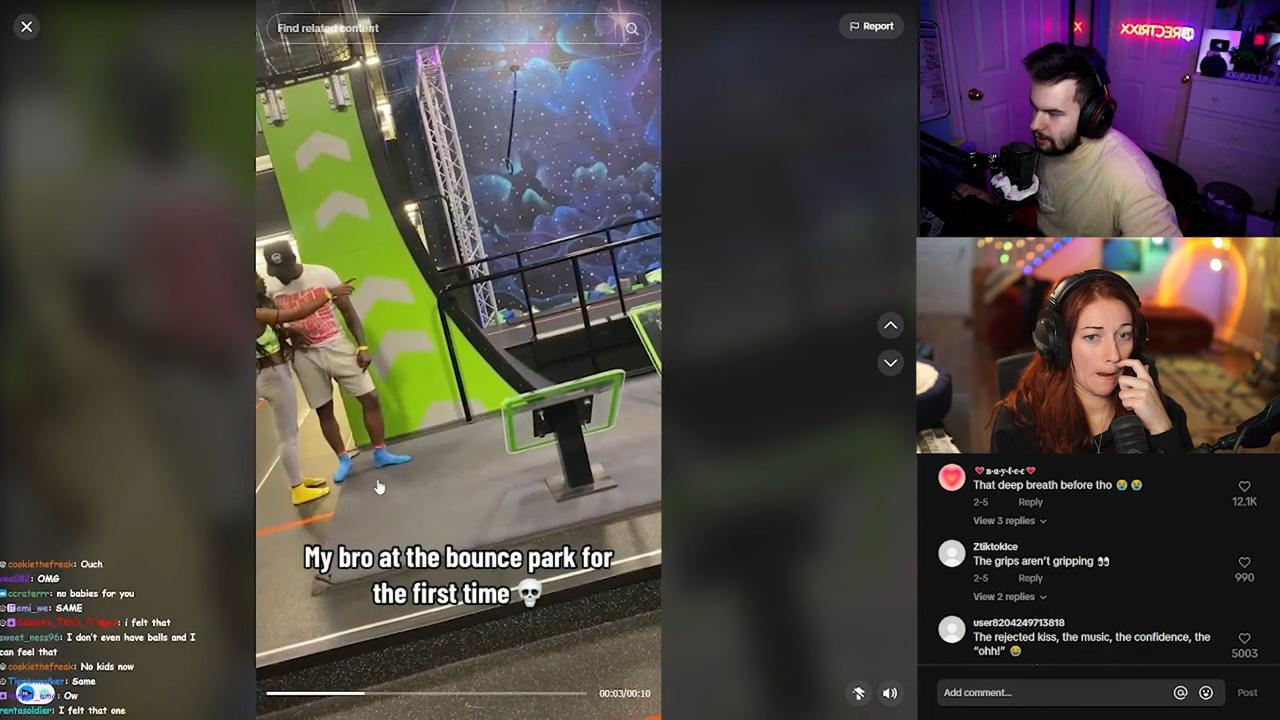 Find related content
Report
My bro at the bounce park for
the first time 💀
00:03/00:10
cookiethefreak: Ouch
OMG
ccraterrr: no babies for you
emi_we: SAME
i felt that
sweet_ness96: I don't even have balls and I
can feel that
cookiethefreak: No kids now
Same
Ow
rentasoldier: I felt that one
That deep breath before tho 😭 😭
2-5 Reply
12.1K
View 3 replies
Ztiktokice
The grips aren't gripping 👀
2-5 Reply
990
View 2 replies
user8204249713818
The rejected kiss, the music, the confidence, the
"ohh!" 😂
5003
Add comment...
Post